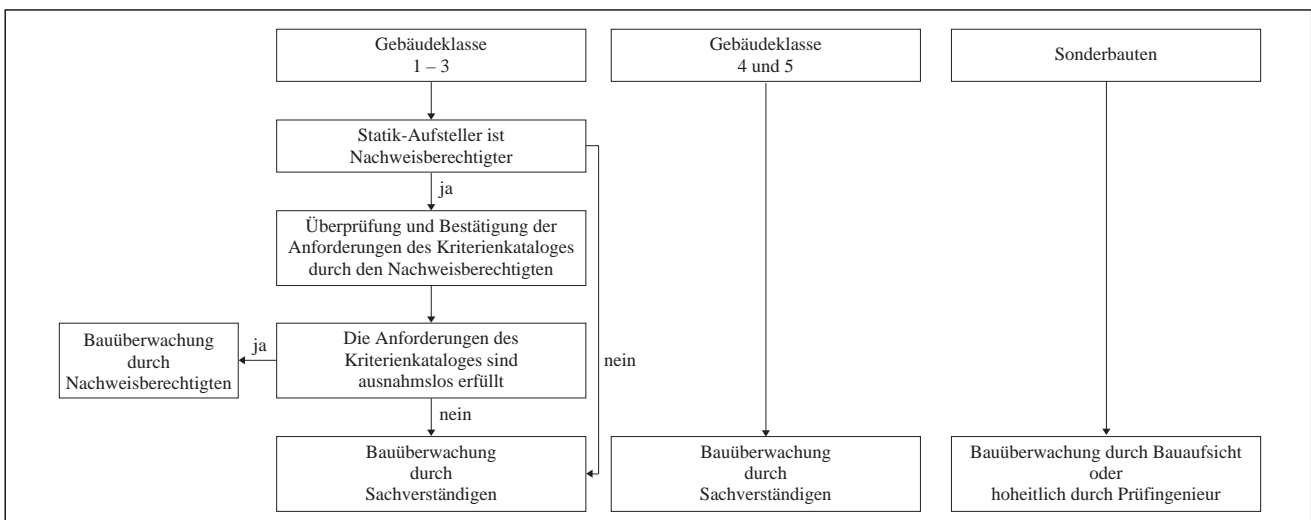 Gebäudeklasse
1 – 3
Gebäudeklasse
4 und 5
Sonderbauten
Statik-Aufsteller ist
Nachweisberechtigter
ja
Überprüfung und Bestätigung der
Anforderungen des Kriterienkataloges
durch den Nachweisberechtigten
Bauüberwachung
durch
Nachweisberechtigten
ja
Die Anforderungen des
Kriterienkataloges sind
ausnahmslos erfüllt
nein
nein
Bauüberwachung
durch
Sachverständigen
Bauüberwachung
durch
Sachverständigen
Bauüberwachung durch Bauaufsicht
oder
hoheitlich durch Prüfingenieur